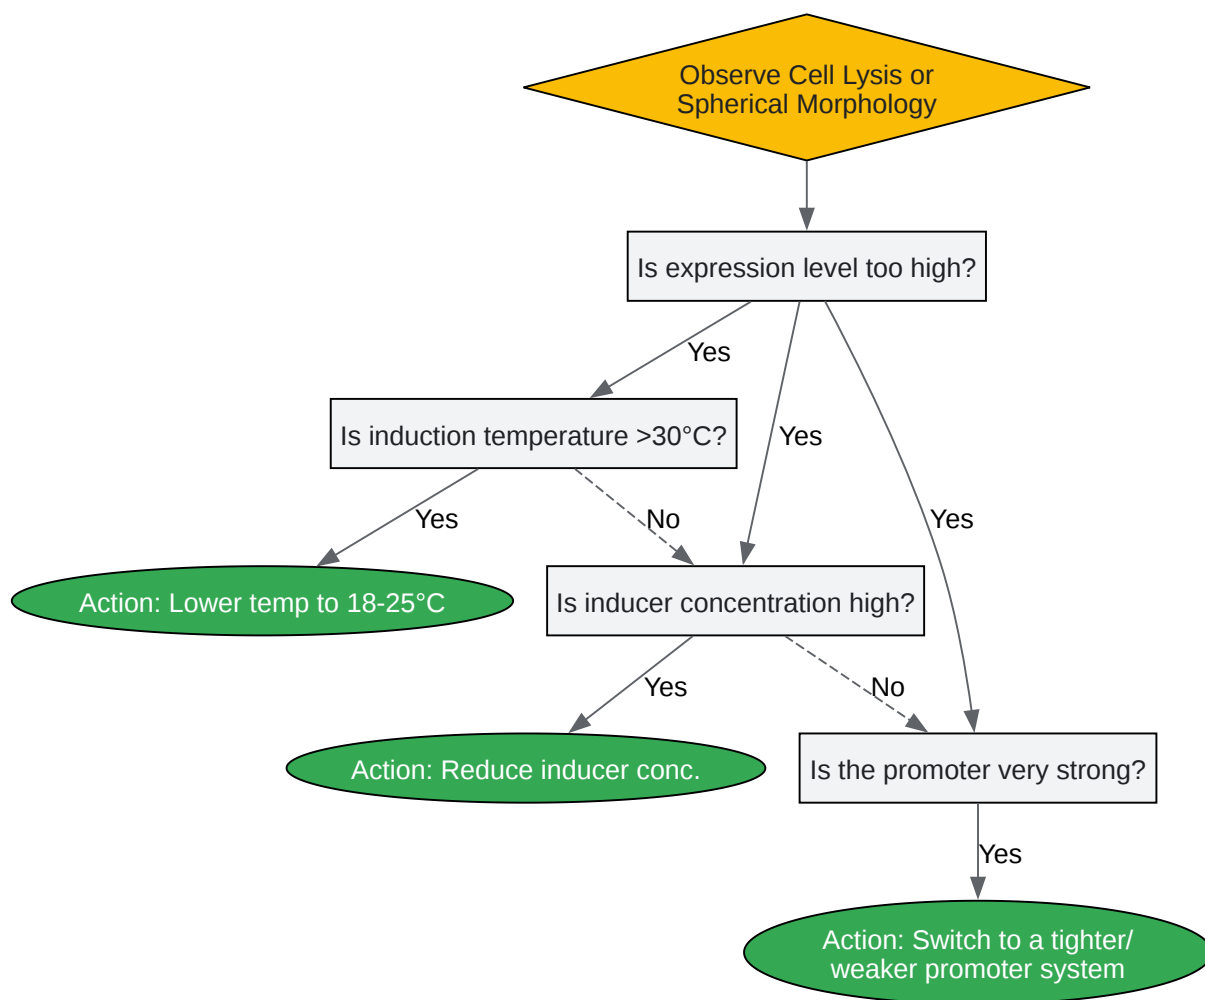 Observe Cell Lysis or
Spherical Morphology
Is expression level too high?
Yes
Is induction temperature >30°C?
Yes
Yes
No
Yes
Action: Lower temp to 18-25°C
Is inducer concentration high?
Yes
No
Action: Reduce inducer conc.
Is the promoter very strong?
Yes
Action: Switch to a tighter/
weaker promoter system